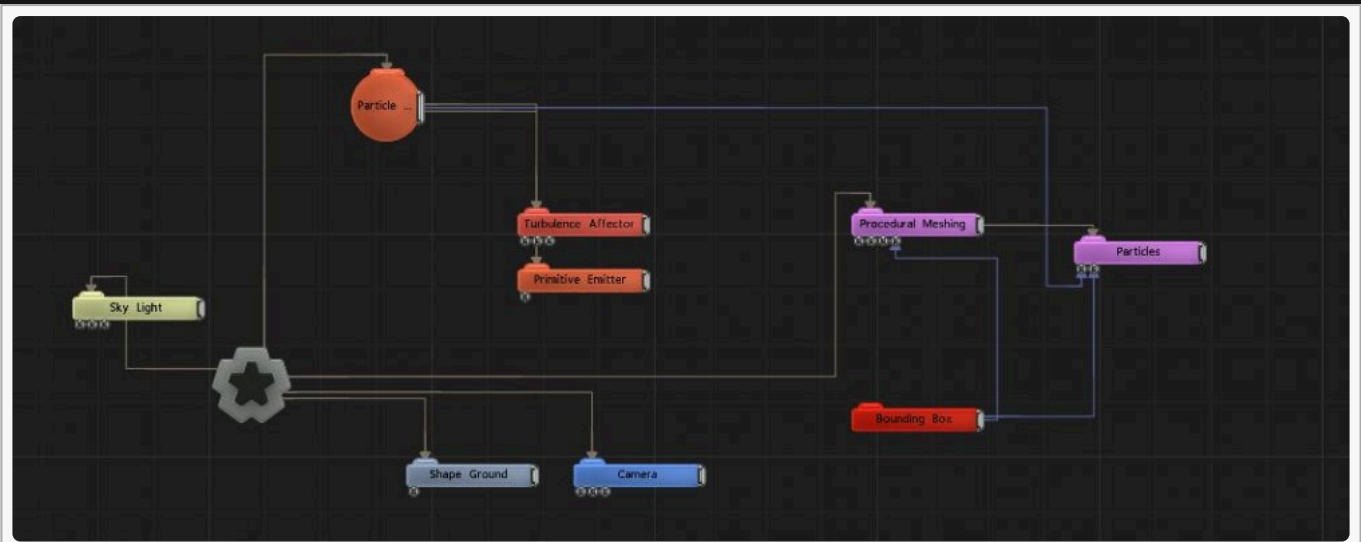 Particle ...
Turbulence Affector
Procedural Meshing
Particles
Primitive Emitter
Sky Light
Bounding Box
Shape Ground
Camera